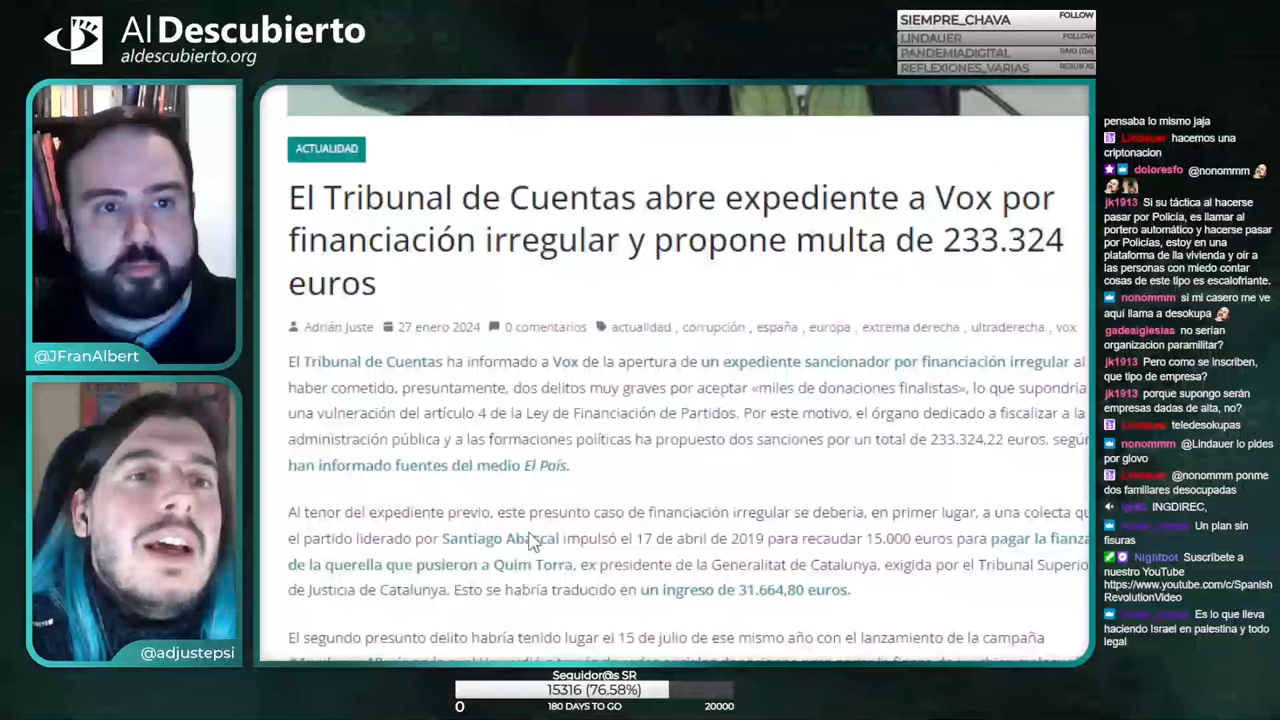 Al Descubierto
aldescubierto.org
SIEMPRE_CHAVA FOLLOW
LINDAUER FOLLOW
PANDEMIADIGITAL RAID (134)
REFLEXIONES_VARIAS RESUB X5
@JFranAlbert
@adjustepsi
ACTUALIDAD
El Tribunal de Cuentas abre expediente a Vox por
financiación irregular y propone multa de 233.324
euros
Adrián Juste 27 enero 2024 0 comentarios actualidad , corrupción , españa , europa , extrema derecha , ultraderecha , vox
El Tribunal de Cuentas ha informado a Vox de la apertura de un expediente sancionador por financiación irregular al
haber cometido, presuntamente, dos delitos muy graves por aceptar «miles de donaciones finalistas», lo que supondría
una vulneración del artículo 4 de la Ley de Financiación de Partidos. Por este motivo, el órgano dedicado a fiscalizar a la
administración pública y a las formaciones políticas ha propuesto dos sanciones por un total de 233.324,22 euros, según
han informado fuentes del medio El País.
Al tenor del expediente previo, este presunto caso de financiación irregular se debería, en primer lugar, a una colecta qu
el partido liderado por Santiago Abascal impulsó el 17 de abril de 2019 para recaudar 15.000 euros para pagar la fianza
de la querella que pusieron a Quim Torra, ex presidente de la Generalitat de Catalunya, exigida por el Tribunal Superio
de Justicia de Catalunya. Esto se habría traducido en un ingreso de 31.664,80 euros.
El segundo presunto delito habría tenido lugar el 15 de julio de ese mismo año con el lanzamiento de la campaña
pensaba lo mismo jaja
Lindauer hacemos una
criptonacion
doloresfo @nonommm
jk1913 Si su táctica al hacerse
pasar por Policía, es llamar al
portero automático y hacerse pasar
por Policías, estoy en una
plataforma de lla vivienda y oír a
las personas con miedo contar
cosas de este tipo es escalofriante.
nonommm si mi casero me ve
aquí llama a desokupa
gadeaiglesias no serían
organizacion paramilitar?
jk1913 Pero como se inscriben,
que tipo de empresa?
jk1913 porque supongo serán
empresas dadas de alta, no?
Lindauer teledesokupas
nonommm @Lindauer lo pides
por glovo
Lindauer @nonommm ponme
dos familiares desocupadas
INGDIREC,
Un plan sin
fisuras
Nightbot Suscribete a
nuestro YouTube
https://www.youtube.com/c/Spanish
RevolutionVideo
Es lo que lleva
haciendo Israel en palestina y todo
legal
Seguidor@s SR
15316 (76.58%)
0 180 DAYS TO GO 20000